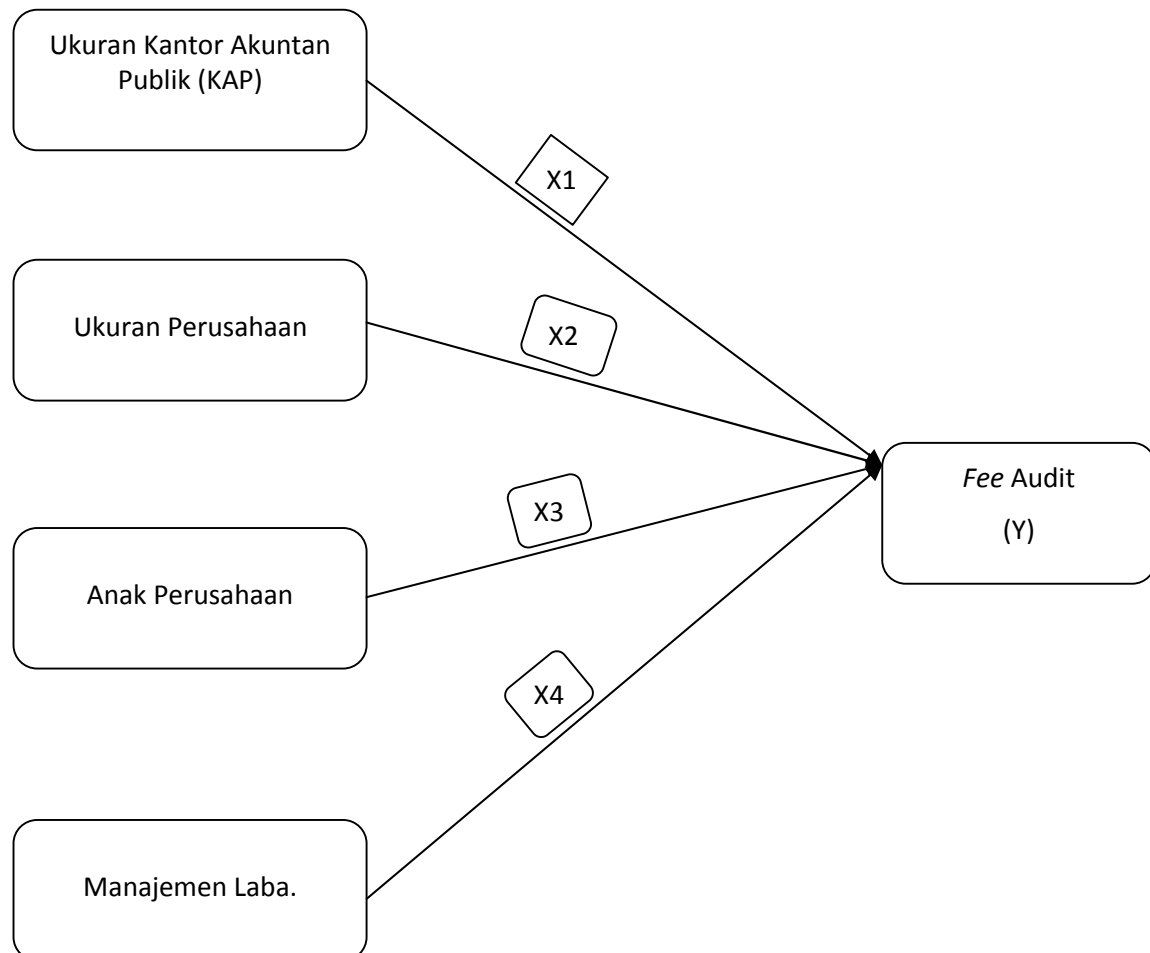 Ukuran Kantor Akuntan
Publik (KAP)
X1
Ukuran Perusahaan
X2
Fee Audit
(Y)
X3
Anak Perusahaan
X4
Manajemen Laba.